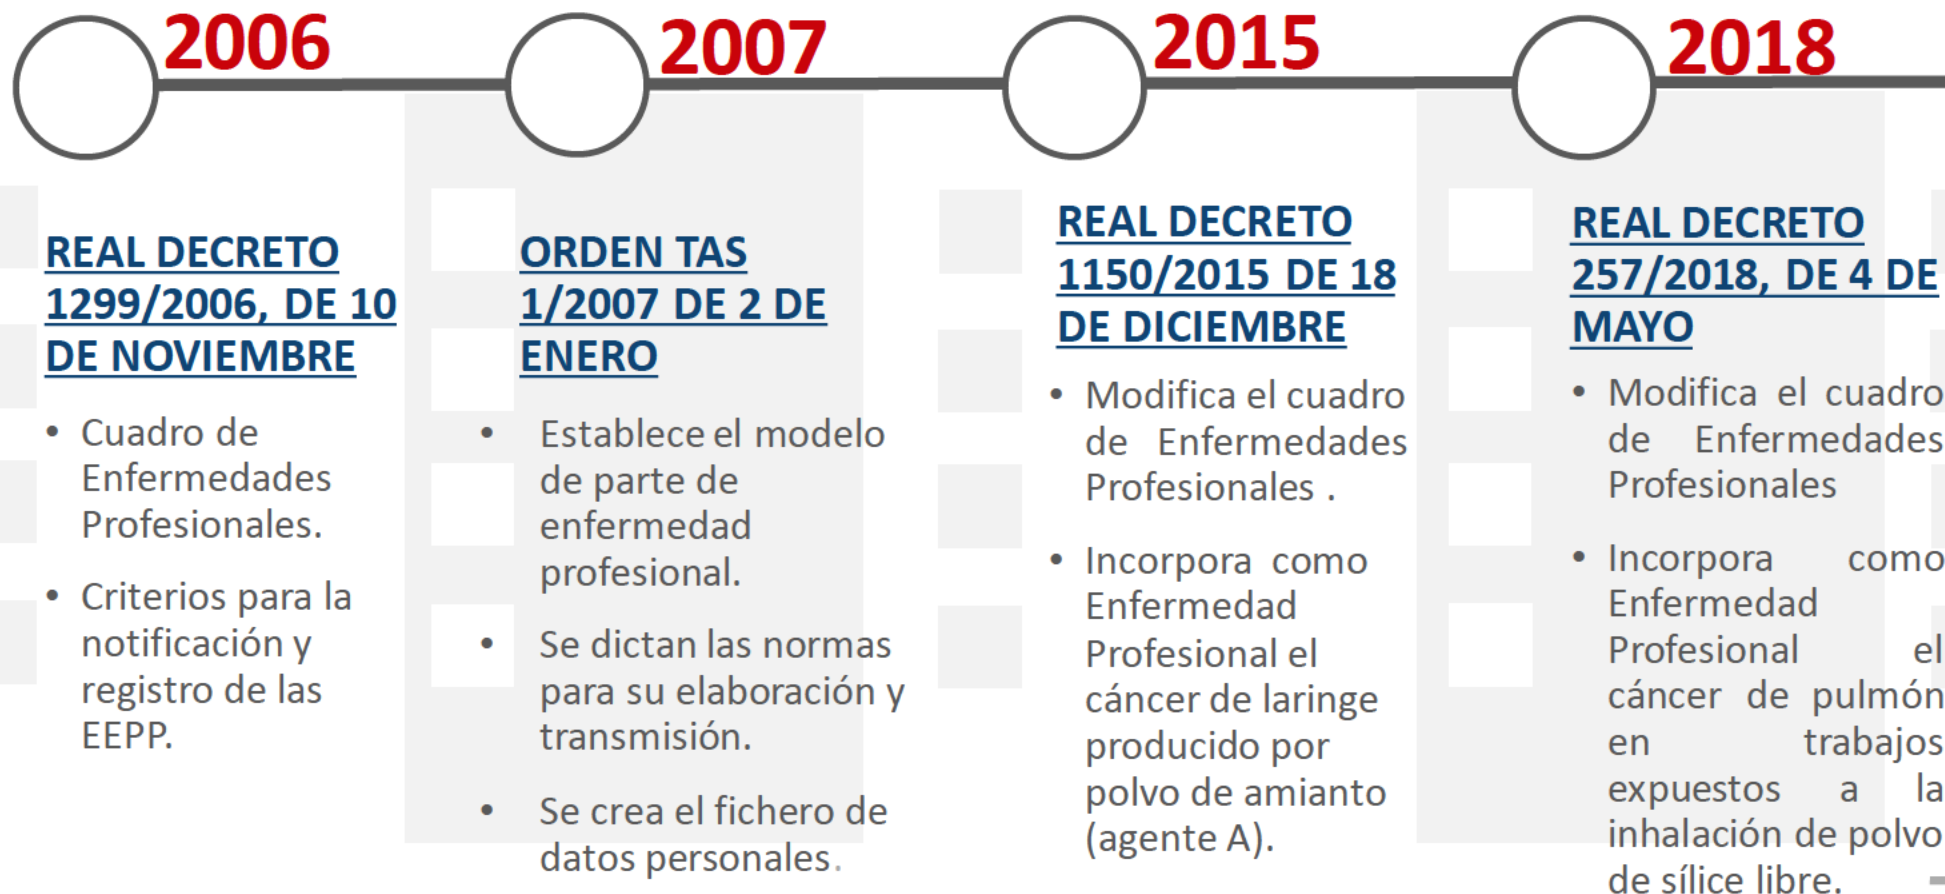 2006
REAL DECRETO
1299/2006, DE 10
DE NOVIEMBRE
• Cuadro de
Enfermedades
Profesionales.
• Criterios para la
notificación y
registro de las
EEPP.
2007
ORDEN TAS
1/2007 DE 2 DE
ENERO
• Establece el modelo
de parte de
enfermedad
profesional.
• Se dictan las normas
para su elaboración y
transmisión.
• Se crea el fichero de
datos personales.
2015
REAL DECRETO
1150/2015 DE 18
DE DICIEMBRE
• Modifica el cuadro
de Enfermedades
Profesionales .
• Incorpora como
Enfermedad
Profesional el
cáncer de laringe
producido por
polvo de amianto
(agente A).
2018
REAL DECRETO
257/2018, DE 4 DE
MAYO
• Modifica el cuadro
de Enfermedades
Profesionales
• Incorpora como
Enfermedad
Profesional el
cáncer de pulmón
en trabajos
expuestos a la
inhalación de polvo
de sílice libre.